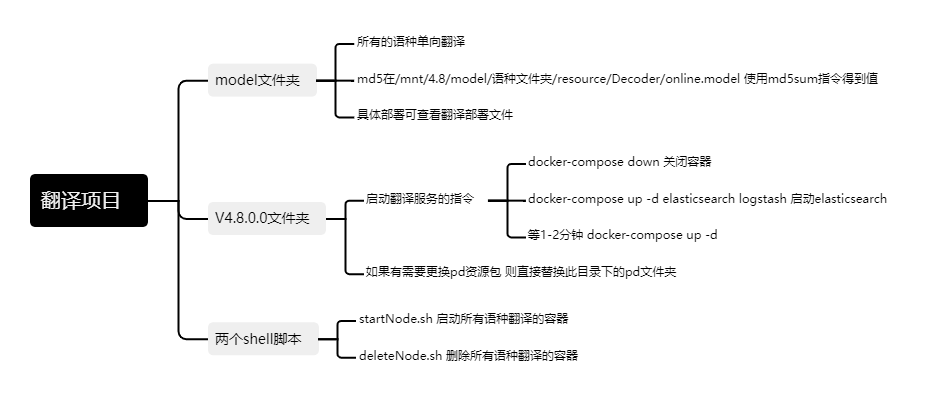 翻译项目
model文件夹
所有的语种单向翻译
md5在/mnt/4.8/model/语种文件夹/resource/Decoder/online.model 使用md5sum指令得到值
具体部署可查看翻译部署文件
V4.8.0.0文件夹
启动翻译服务的指令
docker-compose down 关闭容器
docker-compose up -d elasticsearch logstash 启动elasticsearch
等1-2分钟 docker-compose up -d
如果有需要更换pd资源包 则直接替换此目录下的pd文件夹
两个shell脚本
startNode.sh 启动所有语种翻译的容器
deleteNode.sh 删除所有语种翻译的容器